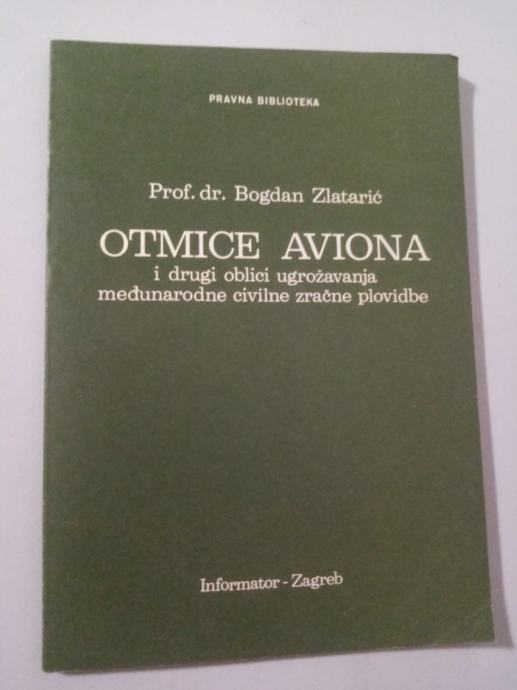 PRAVNA BIBLIOTEKA
Prof. dr. Bogdan Zlatarić
OTMICE AVIONA
i drugi oblici ugrožavanja
međunarodne civilne zračne plovidbe
Informator - Zagreb